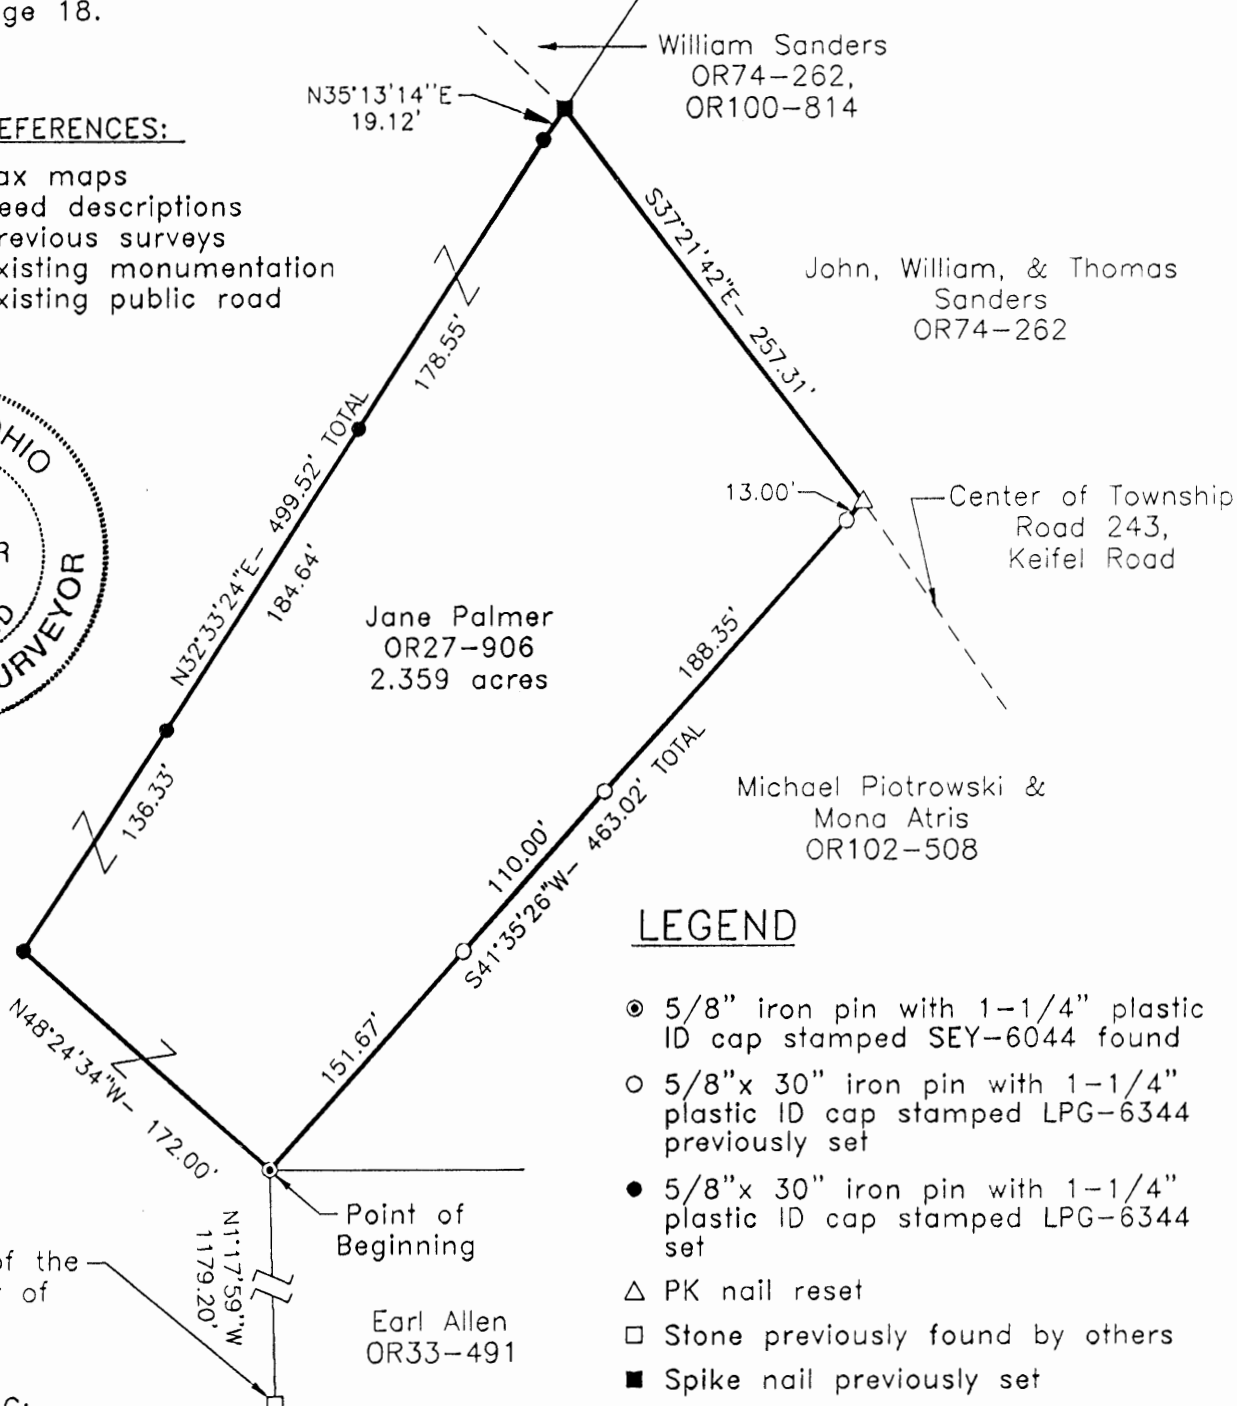 ge 18.
William Sanders
OR74-262,
OR100-814
N35°13'14"E
19.12'
EFERENCES:
ax maps
eed descriptions
revious surveys
xisting monumentation
xisting public road
S37°21'42"E- 257.31'
John, William, & Thomas
Sanders
OR74-262
178.55'
OHIO
SURVEYOR
N32°33'24"E- 499.52' TOTAL
184.64'
13.00'
Center of Township
Road 243,
Keifel Road
Jane Palmer
OR27-906
2.359 acres
188.35'
136.33'
110.00'
S41°35'26"W- 463.02' TOTAL
Michael Piotrowski &
Mona Atris
OR102-508
151.67'
N48°24'34"W- 172.00'
Point of
Beginning
N1°17'59"W
1179.20'
of the
of
Earl Allen
OR33-491
LEGEND
5/8" iron pin with 1-1/4" plastic
ID cap stamped SEY-6044 found
5/8"x 30" iron pin with 1-1/4"
plastic ID cap stamped LPG-6344
previously set
5/8"x 30" iron pin with 1-1/4"
plastic ID cap stamped LPG-6344
set
PK nail reset
Stone previously found by others
Spike nail previously set